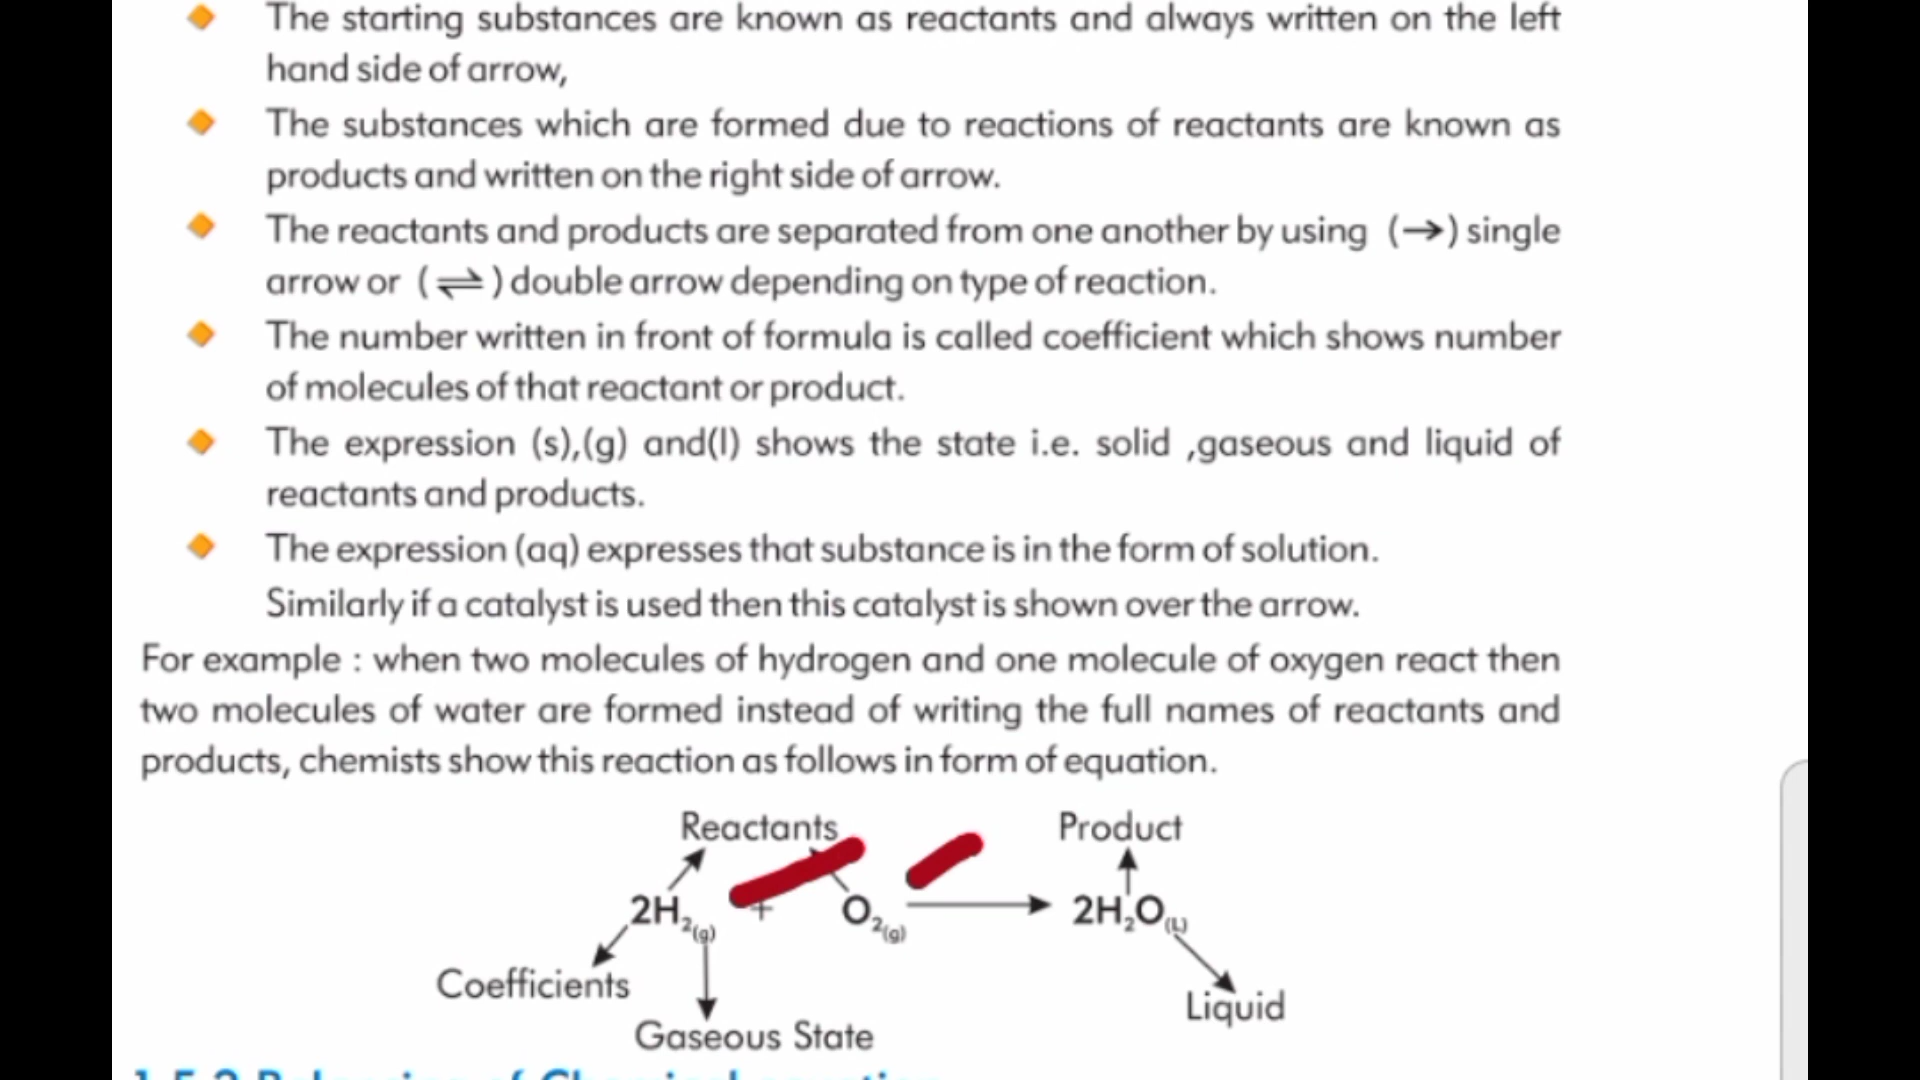 The starting substances are known as reactants and always written on the left
hand side of arrow,
The substances which are formed due to reactions of reactants are known as
products and written on the right side of arrow.
The reactants and products are separated from one another by using (→) single
arrow or (⇌) double arrow depending on type of reaction.
The number written in front of formula is called coefficient which shows number
of molecules of that reactant or product.
The expression (s),(g) and(l) shows the state i.e. solid ,gaseous and liquid of
reactants and products.
The expression (aq) expresses that substance is in the form of solution.
Similarly if a catalyst is used then this catalyst is shown over the arrow.
For example : when two molecules of hydrogen and one molecule of oxygen react then
two molecules of water are formed instead of writing the full names of reactants and
products, chemists show this reaction as follows in form of equation.
Reactants Product
2H₂(g) + O₂(g) → 2H₂O(L)
Coefficients
Liquid
Gaseous State
1.5.2 Balancing of Chemical equation